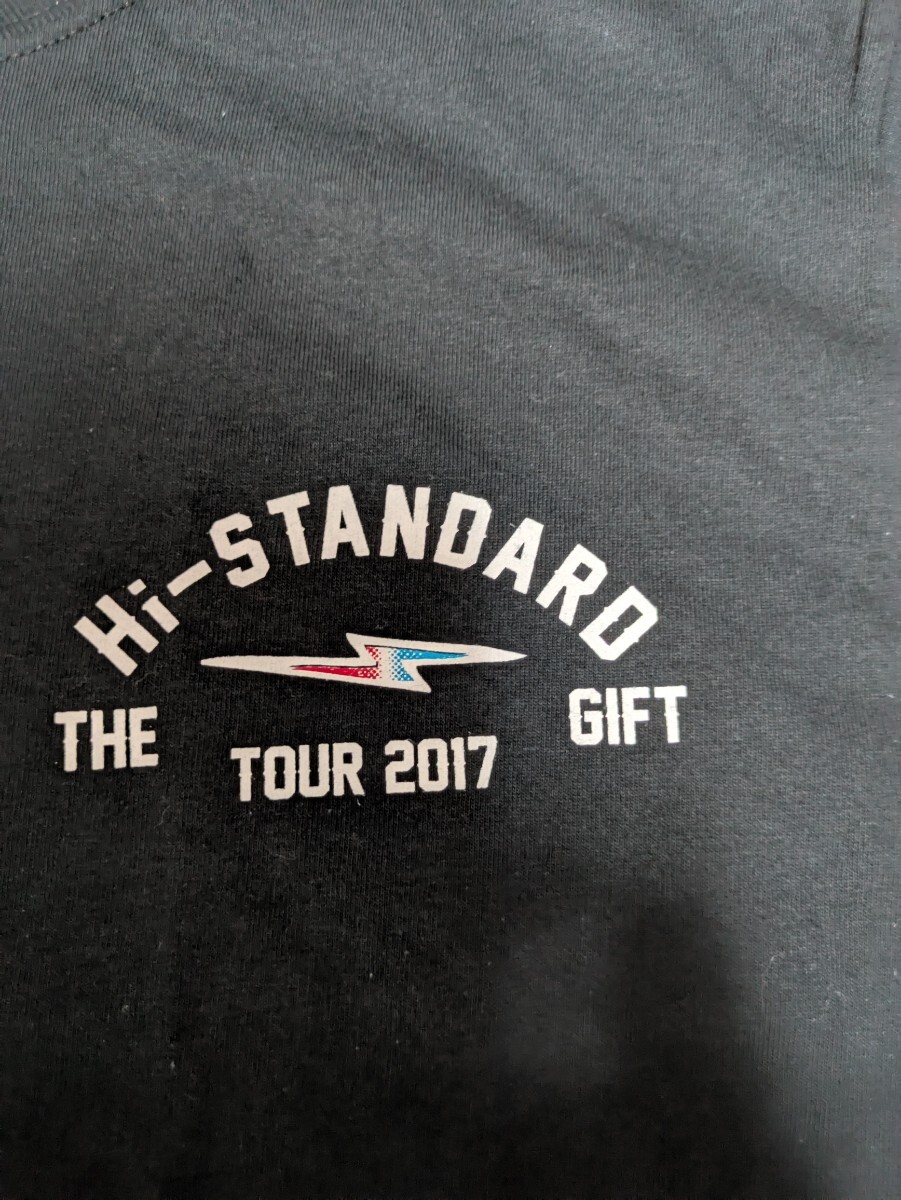 Hi-STANDARD
THE GIFT
TOUR 2017